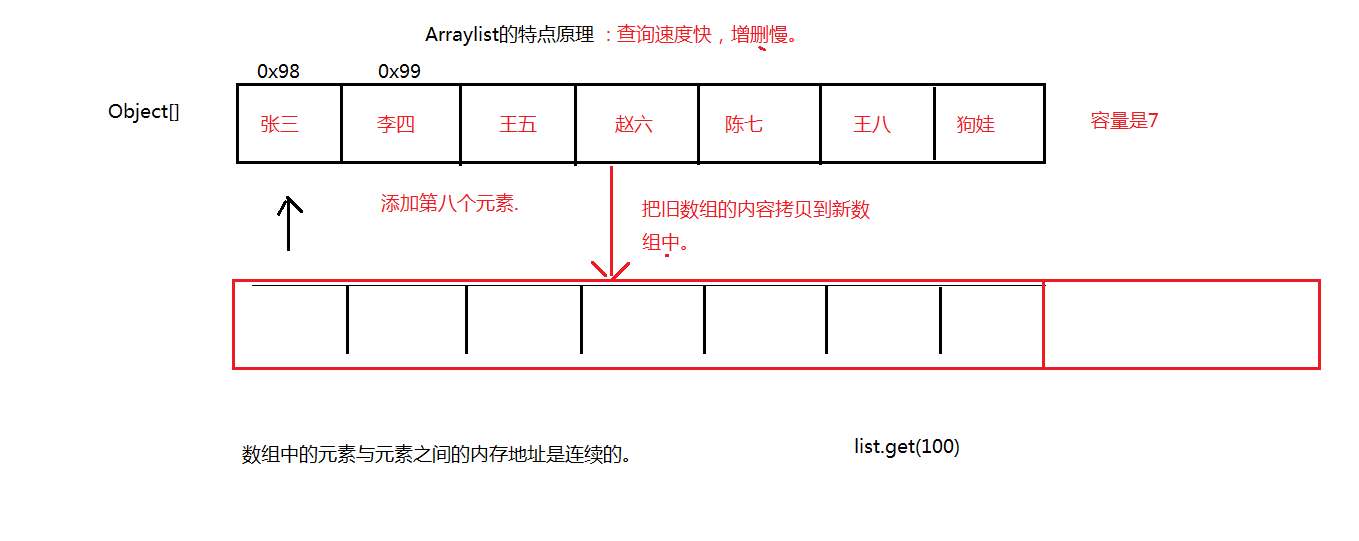 Arraylist的特点原理 ：查询速度快，增删慢。
0x98 0x99
Object[] 张三 李四 王五 赵六 陈七 王八 狗娃 容量是7
添加第八个元素.
把旧数组的内容拷贝到新数
组中。
数组中的元素与元素之间的内存地址是连续的。
list.get(100)